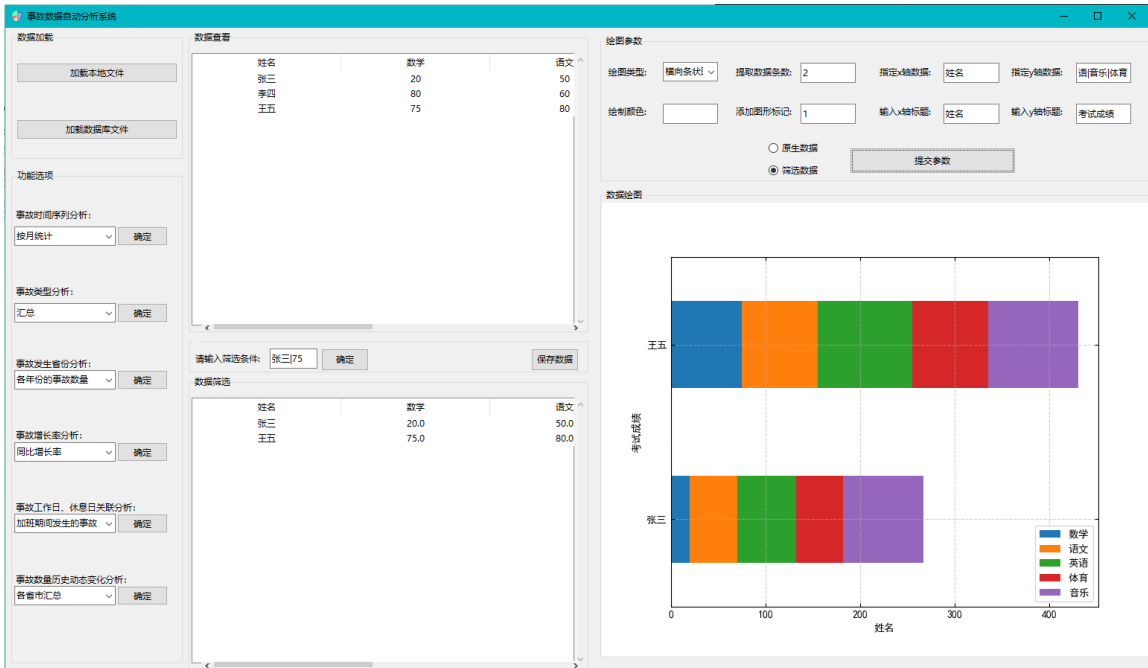 事故数据自动分析系统
数据加载
加载本地文件
加载数据库文件
功能选项
事故时间序列分析:
按月统计
确定
事故类型分析:
汇总
确定
事故发生省份分析:
各年份的事故数量
确定
事故增长率分析:
同比增长率
确定
事故工作日、休息日关联分析:
加班期间发生的事故
确定
事故数量历史动态变化分析:
各省市汇总
确定
数据查看
姓名 数学 语文
张三 20 50
李四 80 60
王五 75 80
请输入筛选条件: 张三|75 确定 保存数据
数据筛选
姓名 数学 语文
张三 20.0 50.0
王五 75.0 80.0
绘图参数
绘图类型: 横向条状 提取数据条数: 2 指定x轴数据: 姓名 指定y轴数据: 语|音乐|体育
绘制颜色: 添加图形标记: 1 输入x轴标题: 姓名 输入y轴标题: 考试成绩
原生数据
筛选数据
提交参数
数据绘图
王五
考试成绩
张三
数学
语文
英语
体育
音乐
0 100 200 300 400
姓名